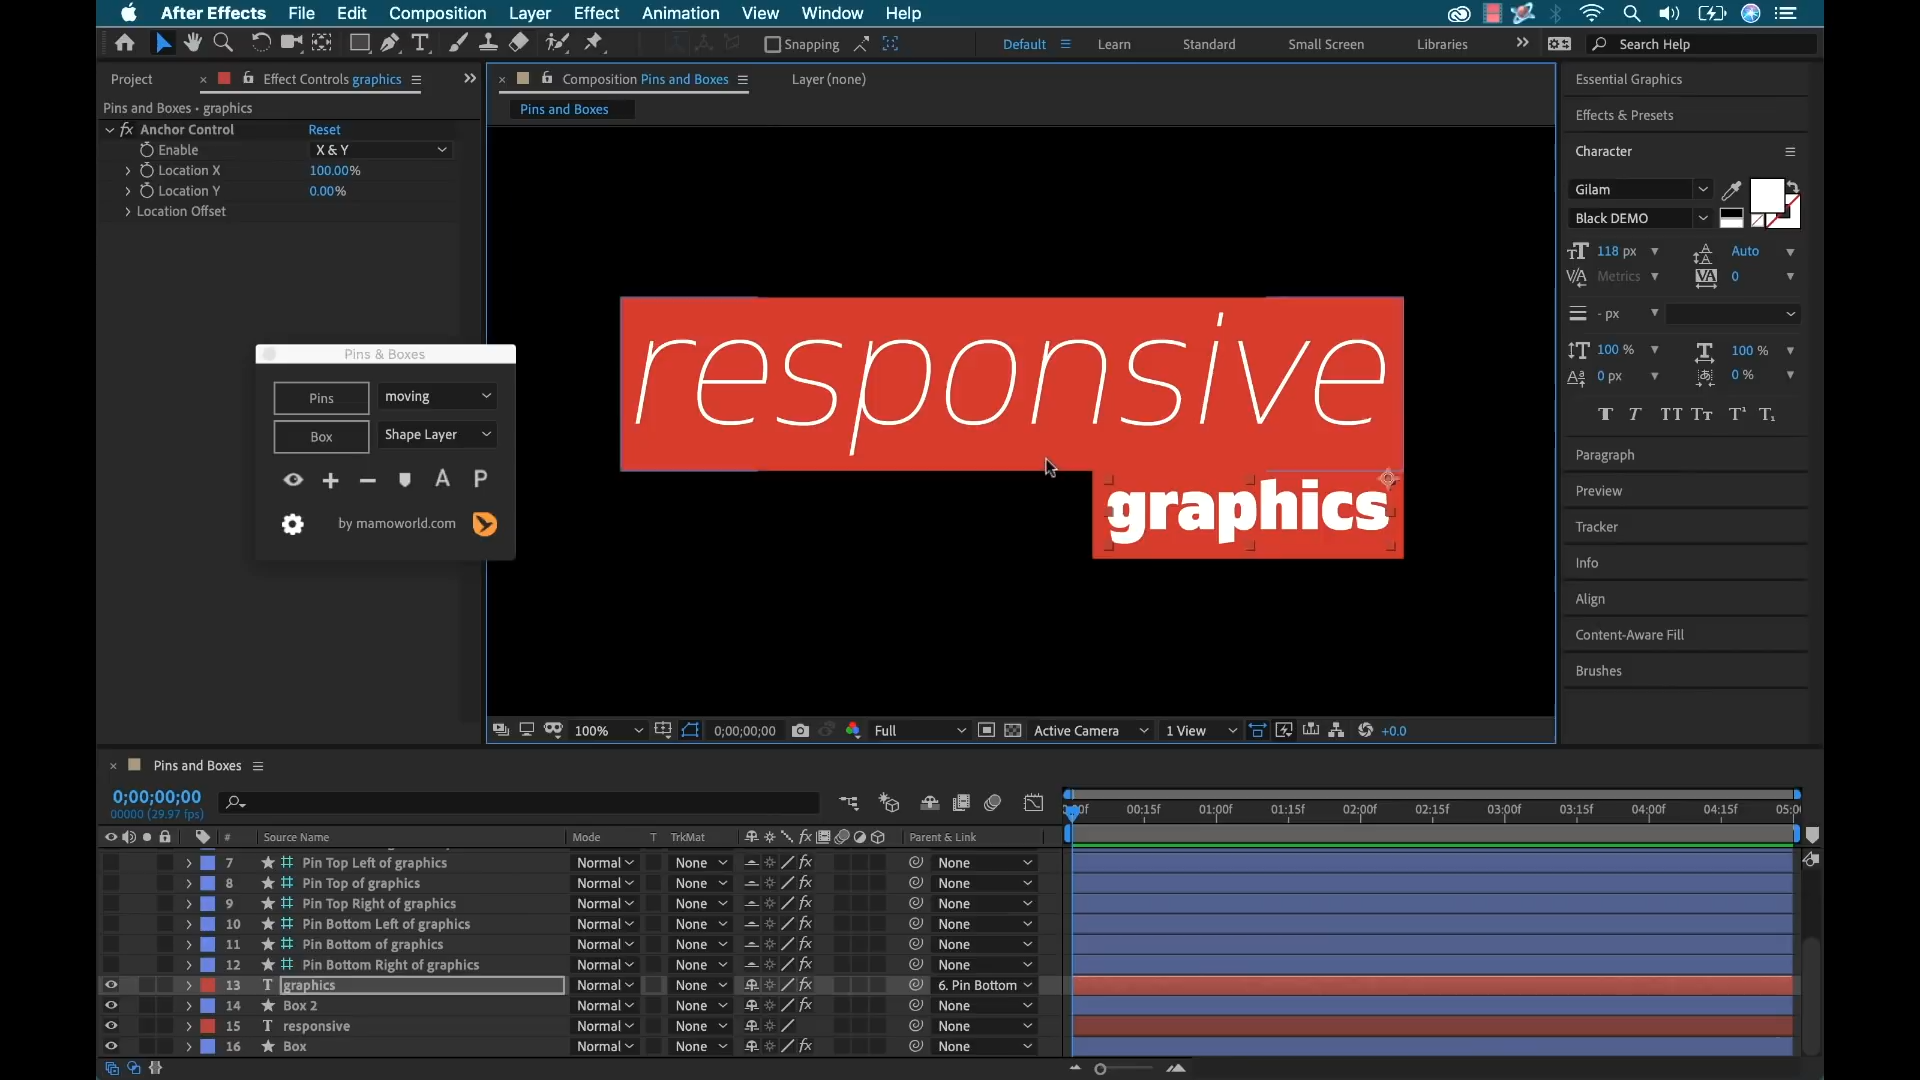 After Effects File Edit Composition Layer Effect Animation View Window Help
Snapping Default Learn Standard Small Screen Libraries Search Help
Project Effect Controls graphics
Pins and Boxes • graphics
fx Anchor Control Reset
Enable X & Y
Location X 100.00%
Location Y 0.00%
Location Offset
Pins & Boxes
Pins moving
Box Shape Layer
A P
by mamoworld.com
Composition Pins and Boxes Layer (none)
Pins and Boxes
responsive
graphics
100% 0;00;00;00 Full Active Camera 1 View +0.0
Essential Graphics
Effects & Presets
Character
Gilam
Black DEMO
118 px Auto
Metrics 0
- px
100 % 100 %
0 px 0 %
Paragraph
Preview
Tracker
Info
Align
Content-Aware Fill
Brushes
Pins and Boxes
0;00;00;00
00000 (29.97 fps)
00:15f 01:00f 01:15f 02:00f 02:15f 03:00f 03:15f 04:00f 04:15f
# Source Name Mode T TrkMat fx Parent & Link
7 Pin Top Left of graphics Normal None fx None
8 Pin Top of graphics Normal None fx None
9 Pin Top Right of graphics Normal None fx None
10 Pin Bottom Left of graphics Normal None fx None
11 Pin Bottom of graphics Normal None fx None
12 Pin Bottom Right of graphics Normal None fx None
13 T graphics Normal None fx 6. Pin Bottom
14 Box 2 Normal None fx None
15 T responsive Normal None None
16 Box Normal None fx None